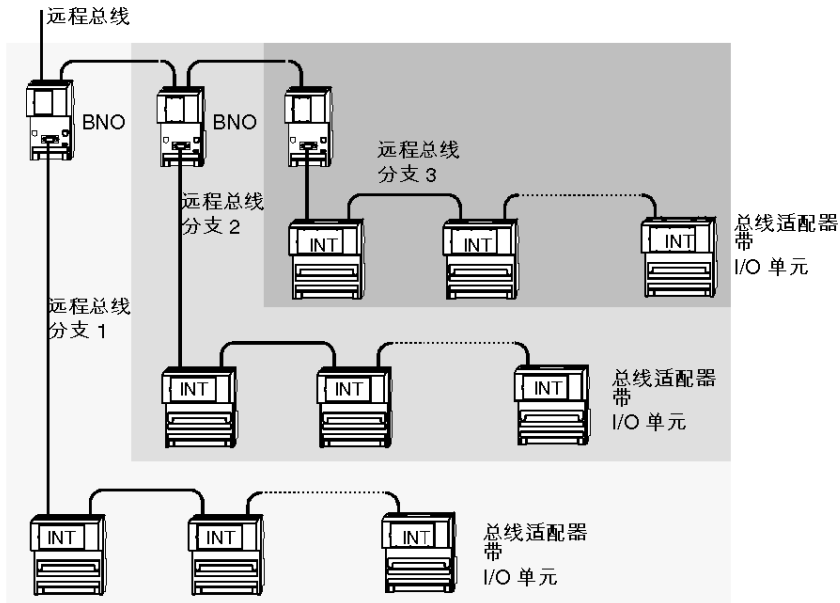 远程总线
BNO
BNO
远程总线
分支 3
远程总线
分支 2
INT
INT
INT
总线适配器
带
I/O 单元
远程总线
分支 1
INT
INT
INT
总线适配器
带
I/O 单元
INT
INT
INT
总线适配器
带
I/O 单元